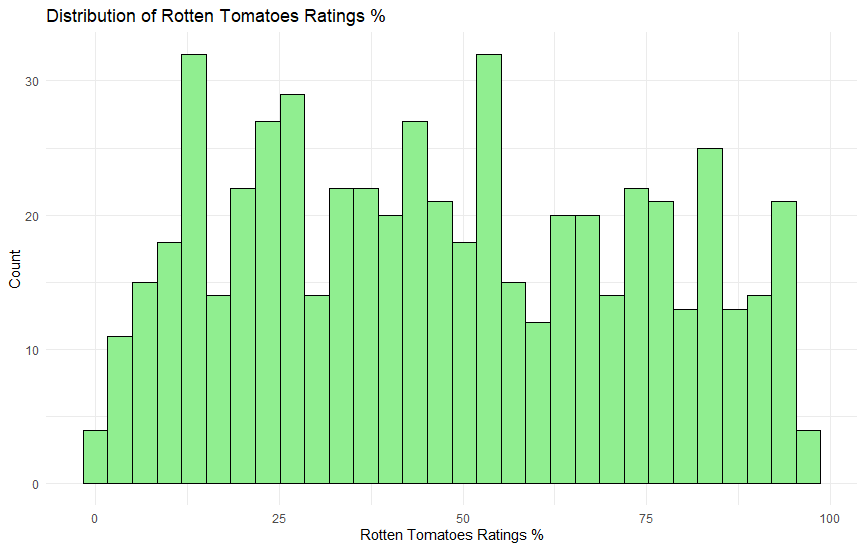 Distribution of Rotten Tomatoes Ratings %
30
20
10
0
Count
0 25 50 75 100
Rotten Tomatoes Ratings %